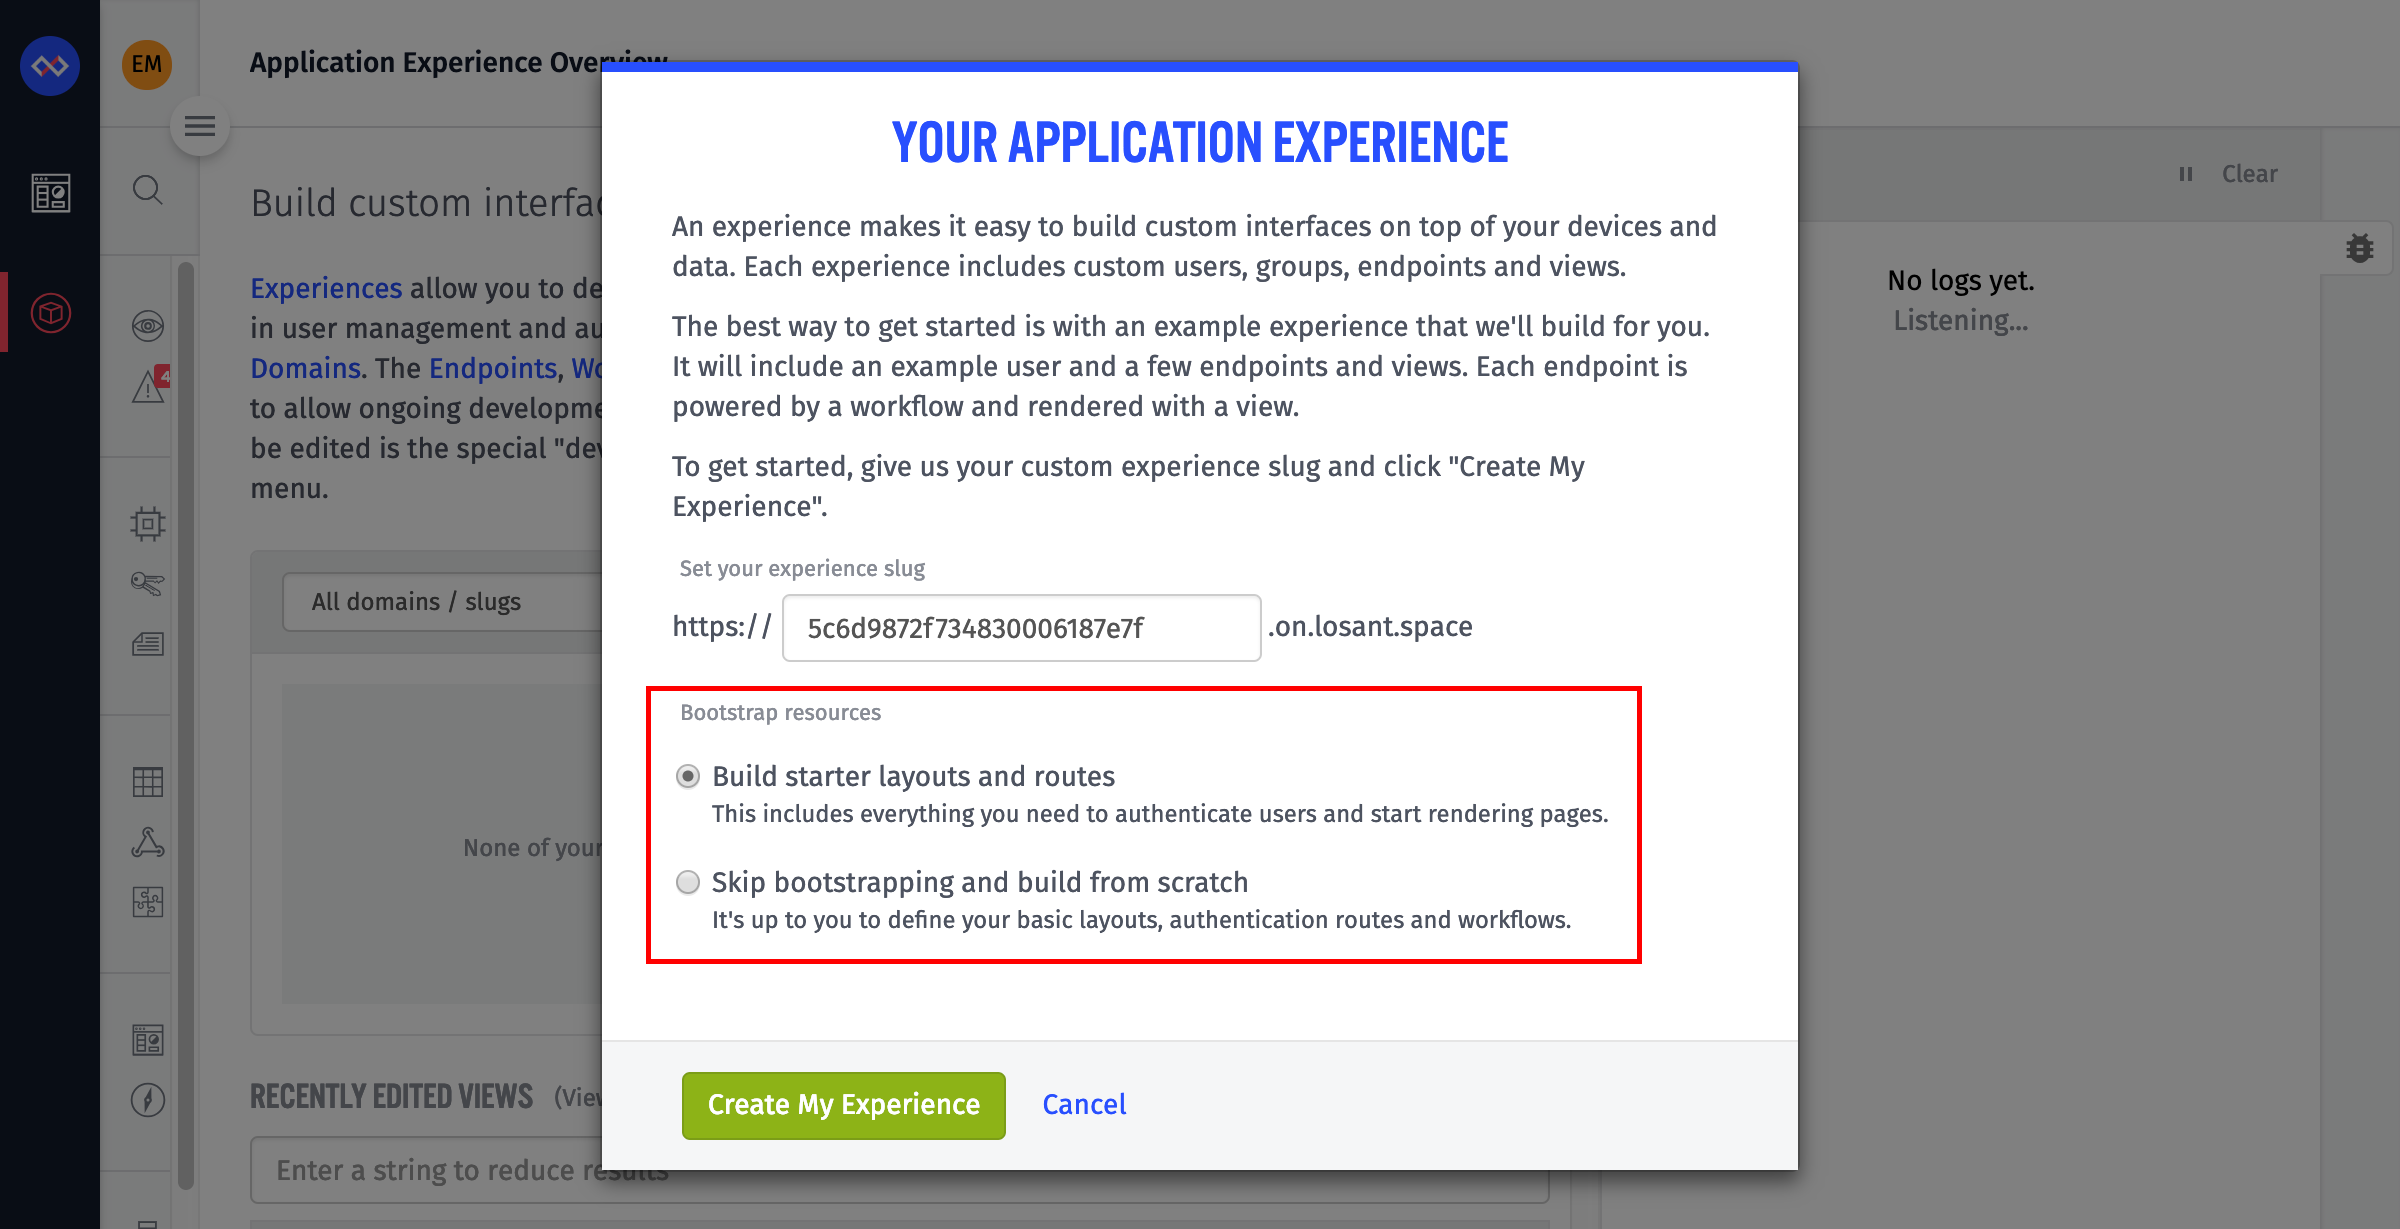 EM
Application Experience Overview
Build custom
Experiences allow you to
in user management and
Domains. The Endpoints,
to allow ongoing
be edited is the special
menu.
All domains / slugs
None of your
RECENTLY EDITED VIEWS
Enter a string to reduce results
4
YOUR APPLICATION EXPERIENCE
An experience makes it easy to build custom interfaces on top of your devices and
data. Each experience includes custom users, groups, endpoints and views.
The best way to get started is with an example experience that we'll build for you.
It will include an example user and a few endpoints and views. Each endpoint is
powered by a workflow and rendered with a view.
To get started, give us your custom experience slug and click "Create My
Experience".
Set your experience slug
https:// 5c6d9872f734830006187e7f .on.losant.space
Bootstrap resources
Build starter layouts and routes
This includes everything you need to authenticate users and start rendering pages.
Skip bootstrapping and build from scratch
It's up to you to define your basic layouts, authentication routes and workflows.
Create My Experience Cancel
Clear
No logs yet.
Listening...